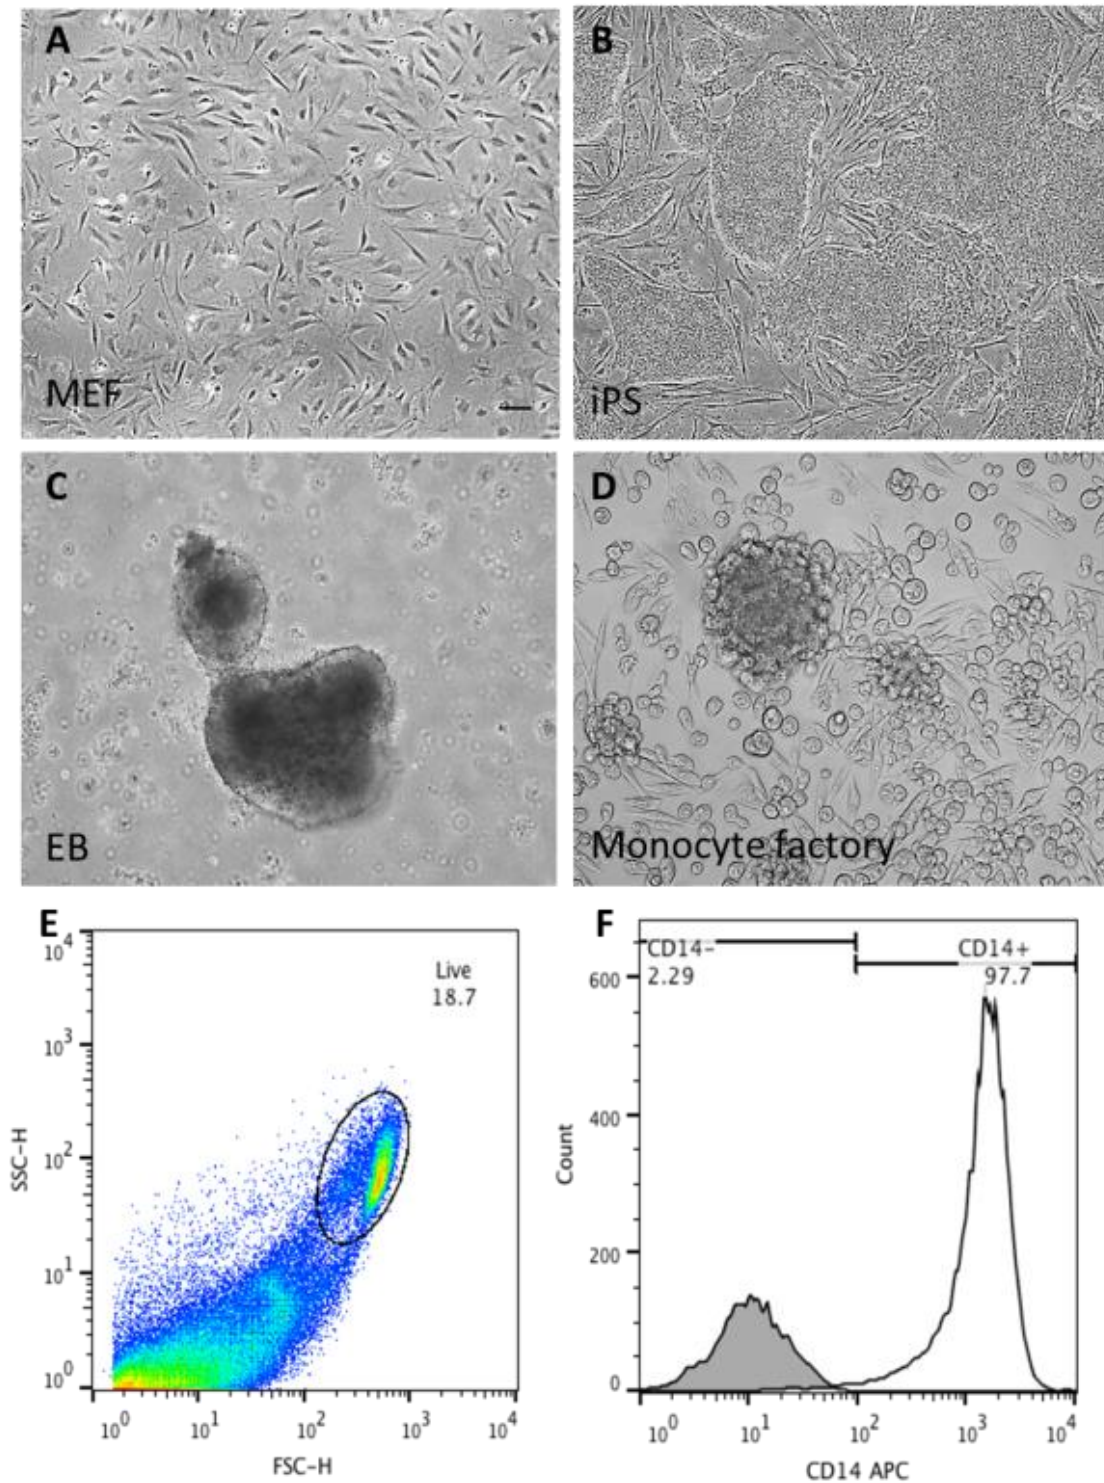 A
MEF
B
iPS
C
EB
D
Monocyte factory
E
10⁴
10³
10²
10¹
10⁰
SSC-H
Live
18.7
10⁰ 10¹ 10² 10³ 10⁴
FSC-H
F
CD14-
2.29
CD14+
97.7
600
400
200
0
Count
10⁰ 10¹ 10² 10³ 10⁴
CD14 APC